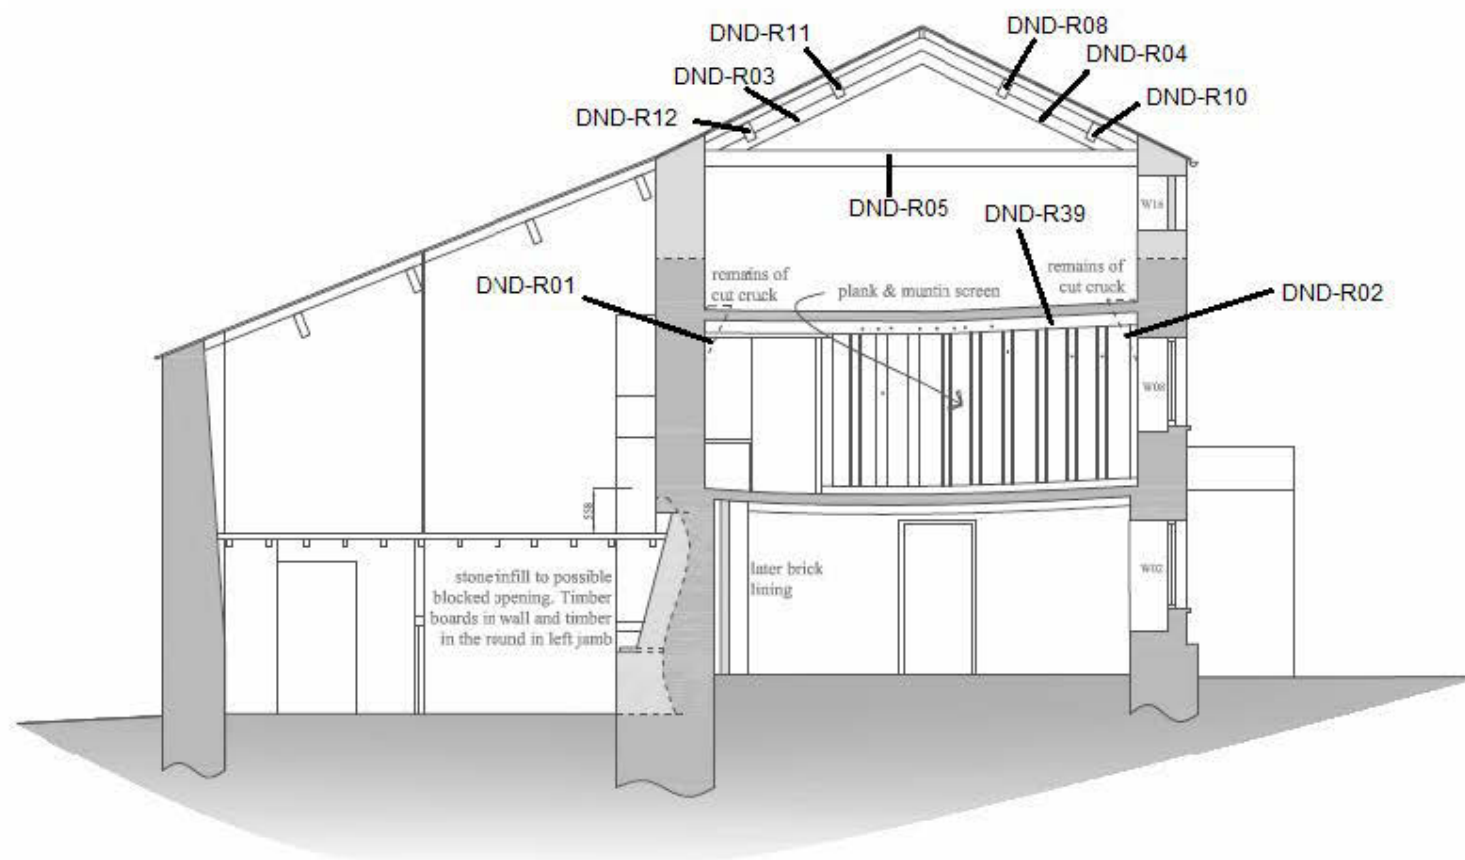 DND-R11
DND-R08
DND-R03
DND-R04
DND-R12
DND-R10
W16
DND-R05
DND-R39
DND-R01
remains of
cut cruck
plank & muntin screen
remains of
cut cruck
DND-R02
W08
558
stone infill to possible
blocked opening. Timber
boards in wall and timber
in the round in left jamb
later brick
lining
W02